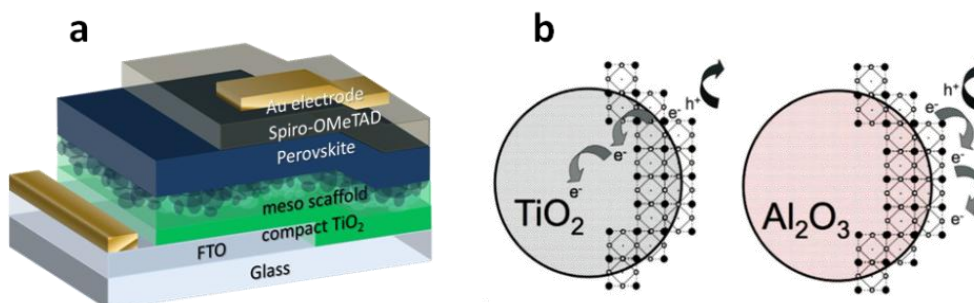 a
Au electrode
Spiro-OMeTAD
Perovskite
meso scaffold
compact TiO₂
FTO
Glass
b
h⁺
e⁻
e⁻
e⁻
TiO₂
h⁺
e⁻
e⁻
e⁻
Al₂O₃